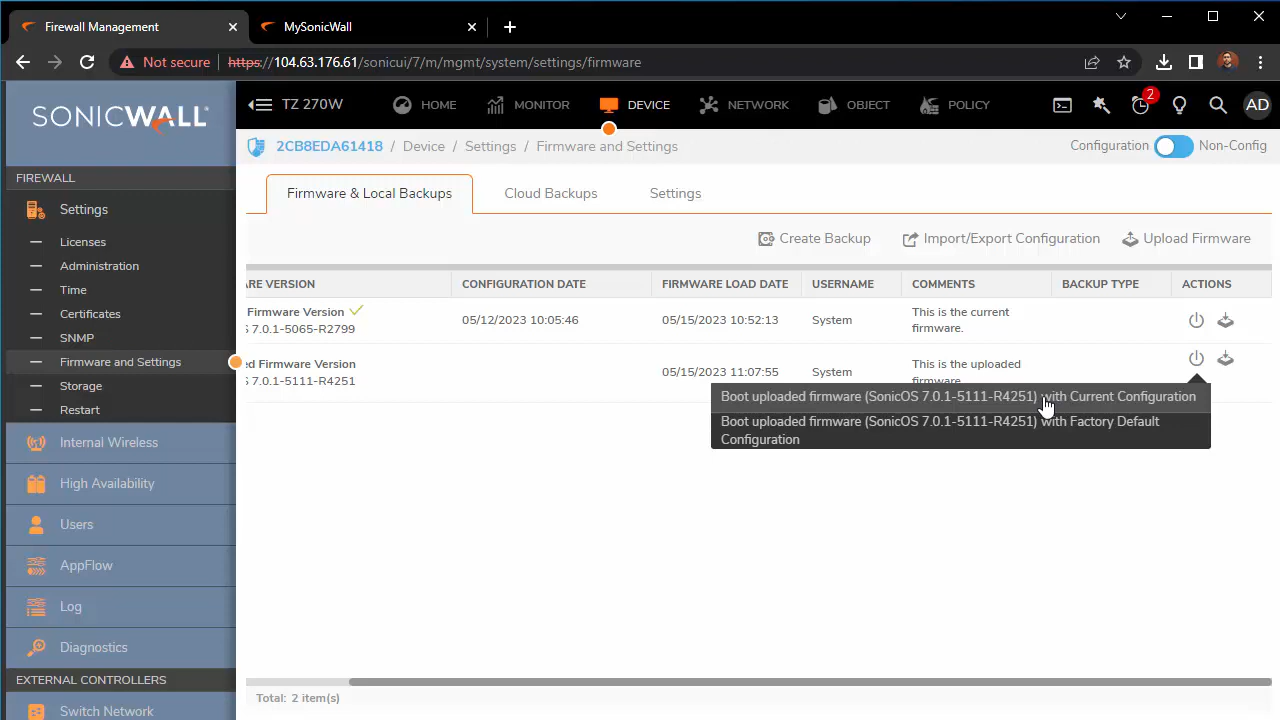 Firewall Management
MySonicWall
Not secure
https://104.63.176.61/sonicui/7/m/mgmt/system/settings/firmware
SONICWALL
TZ 270W
HOME
MONITOR
DEVICE
NETWORK
OBJECT
POLICY
2
AD
2CB8EDA61418 / Device / Settings / Firmware and Settings
Configuration
Non-Config
FIREWALL
Settings
Licenses
Administration
Time
Certificates
SNMP
Firmware and Settings
Storage
Restart
Internal Wireless
High Availability
Users
AppFlow
Log
Diagnostics
EXTERNAL CONTROLLERS
Switch Network
Firmware & Local Backups
Cloud Backups
Settings
Create Backup
Import/Export Configuration
Upload Firmware
ARE VERSION
CONFIGURATION DATE
FIRMWARE LOAD DATE
USERNAME
COMMENTS
BACKUP TYPE
ACTIONS
Firmware Version
S 7.0.1-5065-R2799
05/12/2023 10:05:46
05/15/2023 10:52:13
System
This is the current
firmware.
ed Firmware Version
S 7.0.1-5111-R4251
05/15/2023 11:07:55
System
This is the uploaded
firmware.
Boot uploaded firmware (SonicOS 7.0.1-5111-R4251) with Current Configuration
Boot uploaded firmware (SonicOS 7.0.1-5111-R4251) with Factory Default
Configuration
Total: 2 item(s)